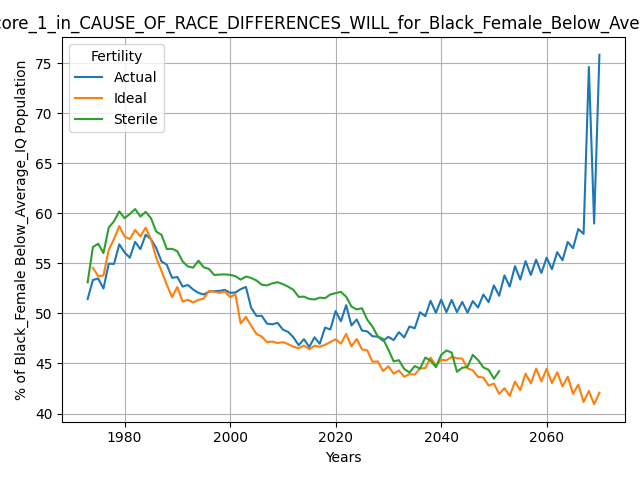 core_1_in_CAUSE_OF_RACE_DIFFERENCES_WILL_for_Black_Female_Below_Ave
% of Black_Female Below_Average_IQ Population
75
70
65
60
55
50
45
40
Fertility
Actual
Ideal
Sterile
1980
2000
2020
2040
2060
Years